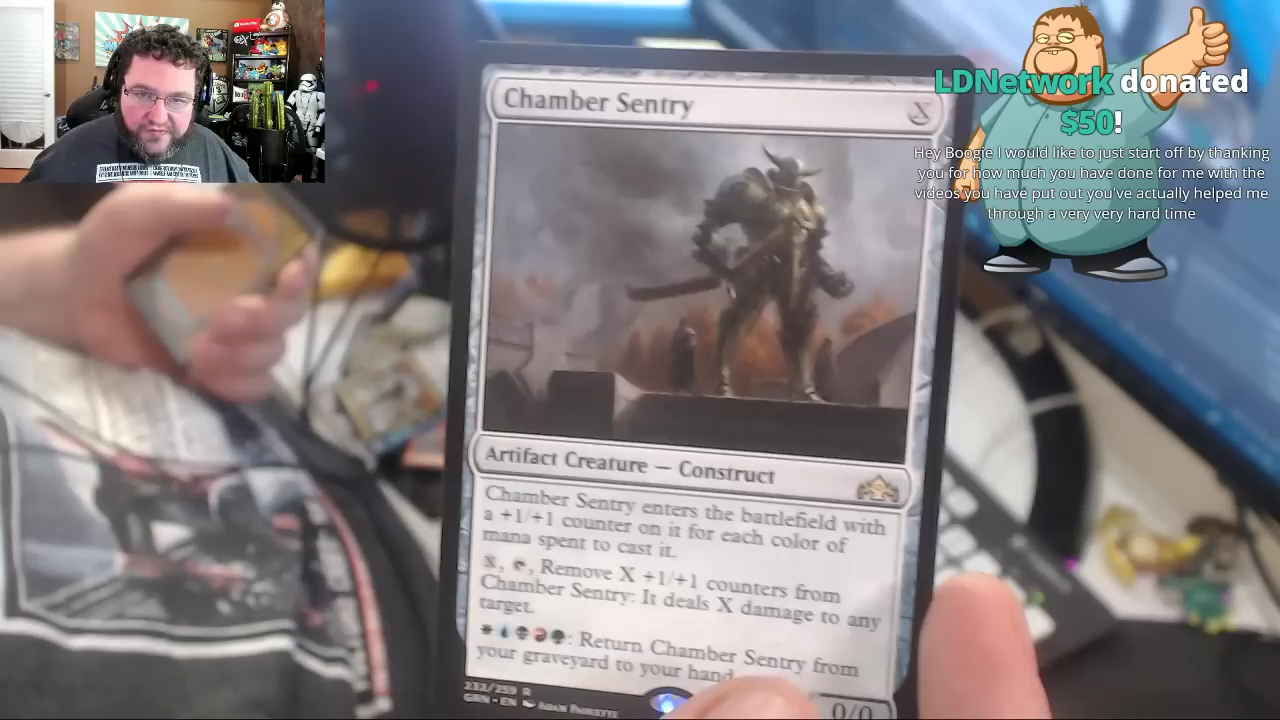 LDNetwork donated
$50!
Hey Boogie I would like to just start off by thanking
you for how much you have done for me with the
videos you have put out you've actually helped me
through a very very hard time
Chamber Sentry X
Artifact Creature — Construct
Chamber Sentry enters the battlefield with
a +1/+1 counter on it for each color of
mana spent to cast it.
X, , Remove X +1/+1 counters from
Chamber Sentry: It deals X damage to any
target.
: Return Chamber Sentry from
your graveyard to your hand
232/259 R
GRN • EN Adam Paquette
0/0